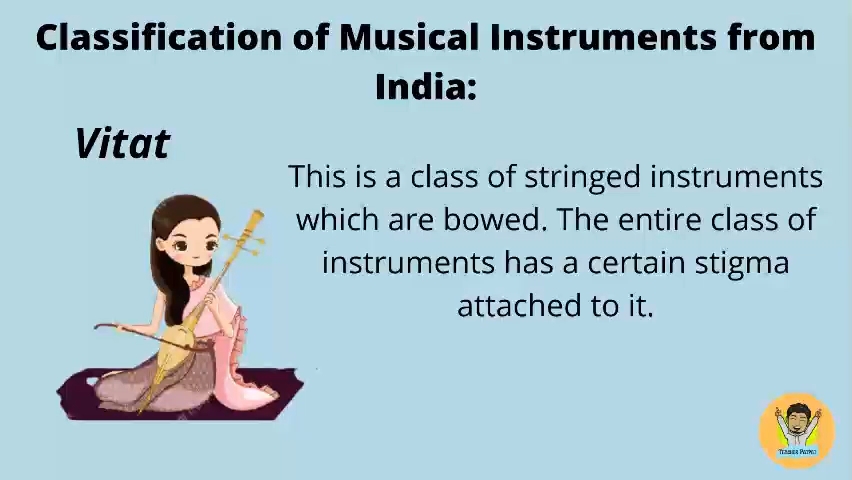 Classification of Musical Instruments from
India:
Vitat
This is a class of stringed instruments
which are bowed. The entire class of
instruments has a certain stigma
attached to it.